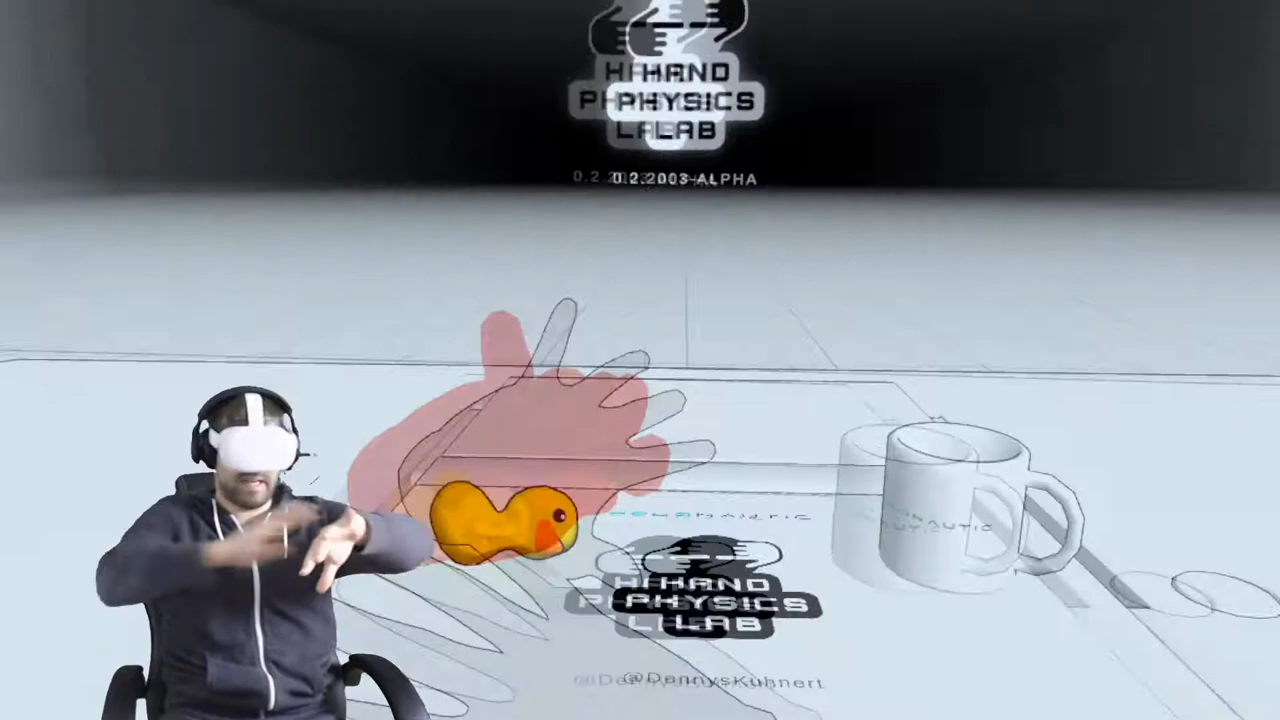 HAND
PHYSICS
LAB
0.2.2003-ALPHA
HAND
PHYSICS
LAB
@DennysKuhnert